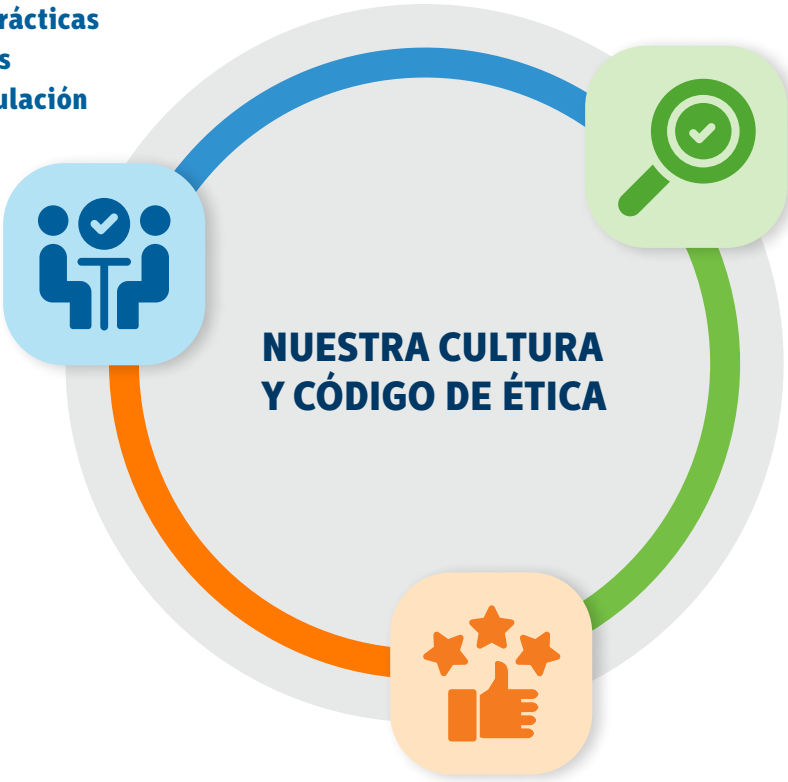 rácticas
s
ulación
NUESTRA CULTURA
Y CÓDIGO DE ÉTICA